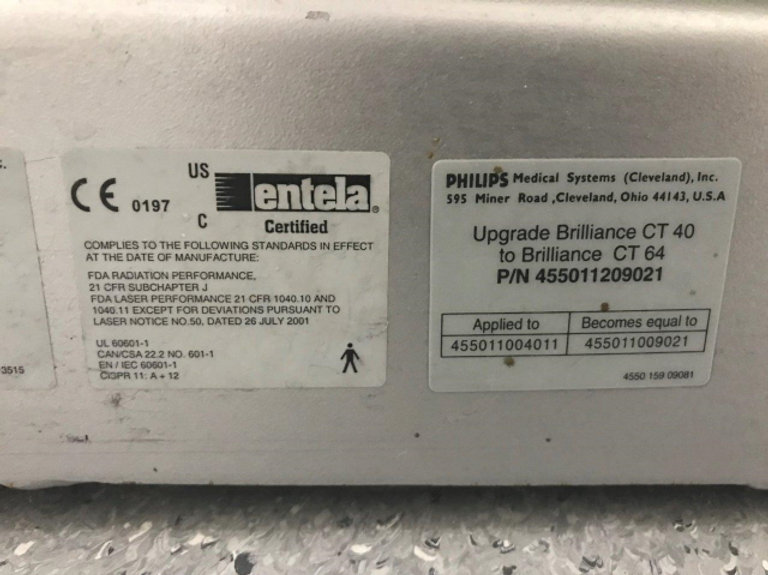 3515
CE 0197
US
C
entela®
Certified
COMPLIES TO THE FOLLOWING STANDARDS IN EFFECT
AT THE DATE OF MANUFACTURE:
FDA RADIATION PERFORMANCE,
21 CFR SUBCHAPTER J
FDA LASER PERFORMANCE 21 CFR 1040.10 AND
1040.11 EXCEPT FOR DEVIATIONS PURSUANT TO
LASER NOTICE NO.50, DATED 26 JULY 2001
UL 60601-1
CAN/CSA 22.2 NO. 601-1
EN / IEC 60601-1
CISPR 11: A + 12
PHILIPS Medical Systems (Cleveland), Inc.
595 Miner Road ,Cleveland, Ohio 44143, U.S.A
Upgrade Brilliance CT 40
to Brilliance CT 64
P/N 455011209021
Applied to Becomes equal to
455011004011 455011009021
4550 159 09081